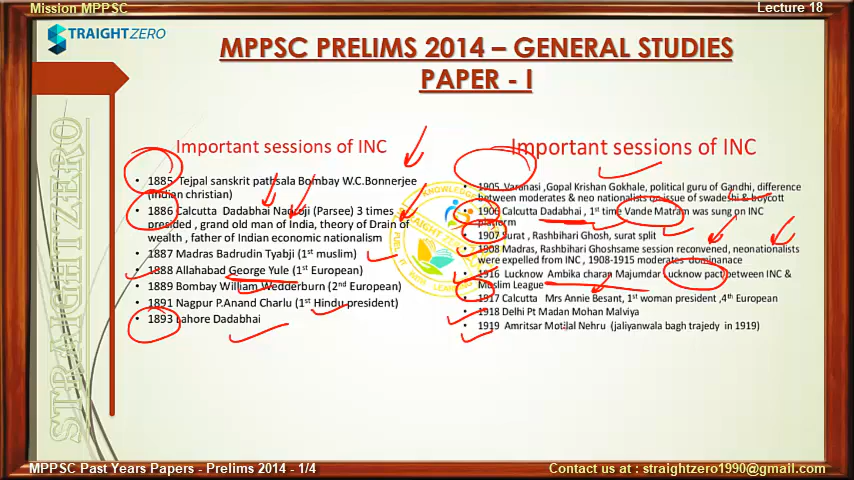 Mission MPPSC
Lecture 18
STRAIGHTZERO
MPPSC PRELIMS 2014 – GENERAL STUDIES
PAPER - I
Important sessions of INC
• 1885 Tejpal sanskrit pathsala Bombay W.C.Bonnerjee
(Indian christian)
• 1886 Calcutta Dadabhai Naoroji (Parsee) 3 times
presided , grand old man of India, theory of Drain of
wealth , father of Indian economic nationalism
• 1887 Madras Badrudin Tyabji (1st muslim)
• 1888 Allahabad George Yule (1st European)
• 1889 Bombay William Wedderburn (2nd European)
• 1891 Nagpur P.Anand Charlu (1st Hindu president)
• 1893 Lahore Dadabhai
Important sessions of INC
• 1905 Varanasi ,Gopal Krishan Gokhale, political guru of Gandhi, difference
between moderates & neo nationalists on issue of swadeshi & boycott
• 1906 Calcutta Dadabhai , 1st time Vande Matram was sung on INC
platform
• 1907 Surat , Rashbihari Ghosh, surat split
• 1908 Madras, Rashbihari Ghoshsame session reconvened, neonationalists
were expelled from INC , 1908-1915 moderates dominanace
• 1916 Lucknow Ambika charan Majumdar Lucknow pact between INC &
Muslim League
• 1917 Calcutta Mrs Annie Besant, 1st woman president ,4th European
• 1918 Delhi Pt Madan Mohan Malviya
• 1919 Amritsar Motilal Nehru (jaliyanwala bagh trajedy in 1919)
STRAIGHTZERO
MPPSC Past Years Papers - Prelims 2014 - 1/4
Contact us at : straightzero1990@gmail.com